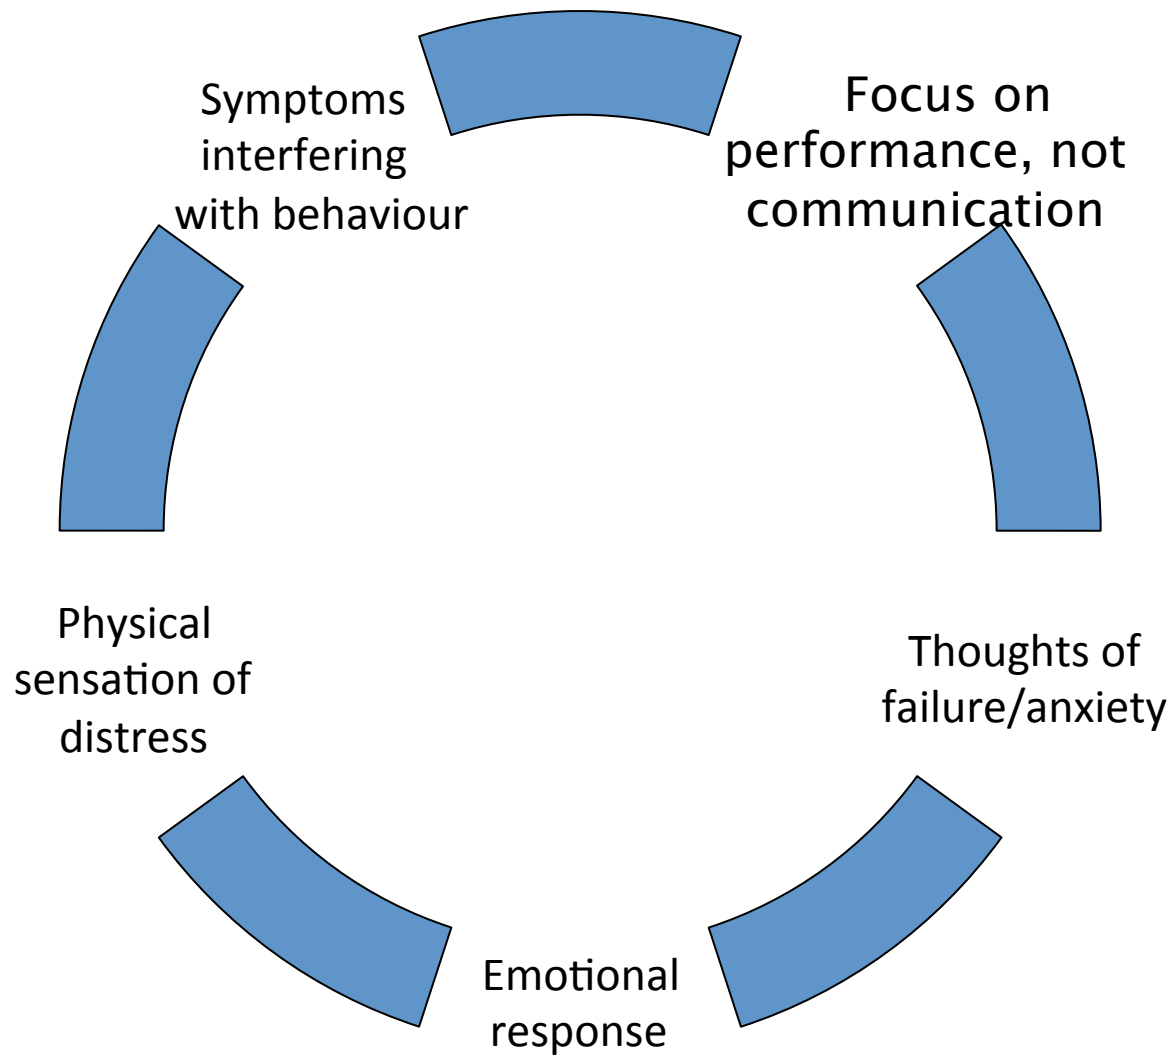 Symptoms
interfering
with behaviour
Focus on
performance, not
communication
Physical
sensation of
distress
Thoughts of
failure/anxiety
Emotional
response